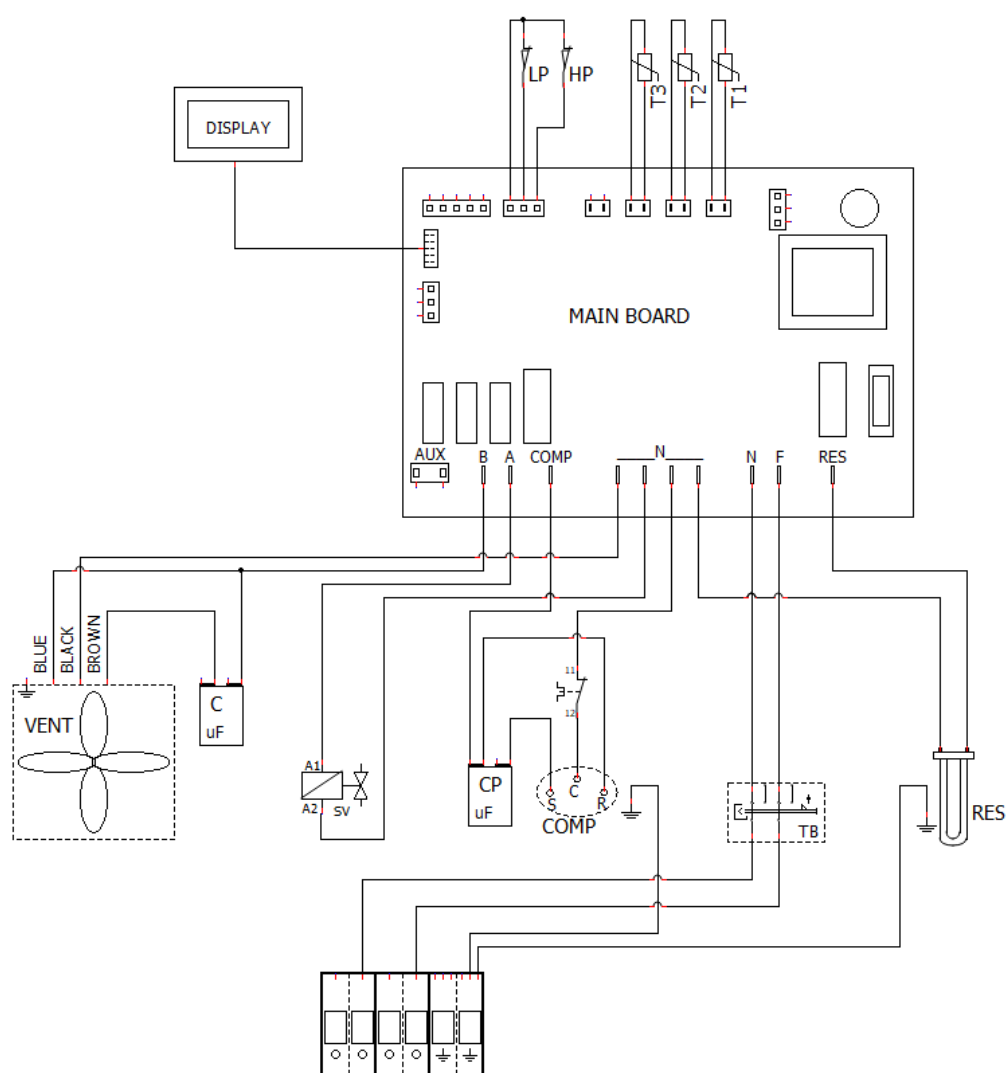 LP
HP
T3
T2
T1
DISPLAY
MAIN BOARD
AUX
B
A
COMP
N
N
F
RES
BLUE
BLACK
BROWN
VENT
C
uF
11
12
A1
A2
SV
CP
uF
S
C
R
COMP
TB
RES